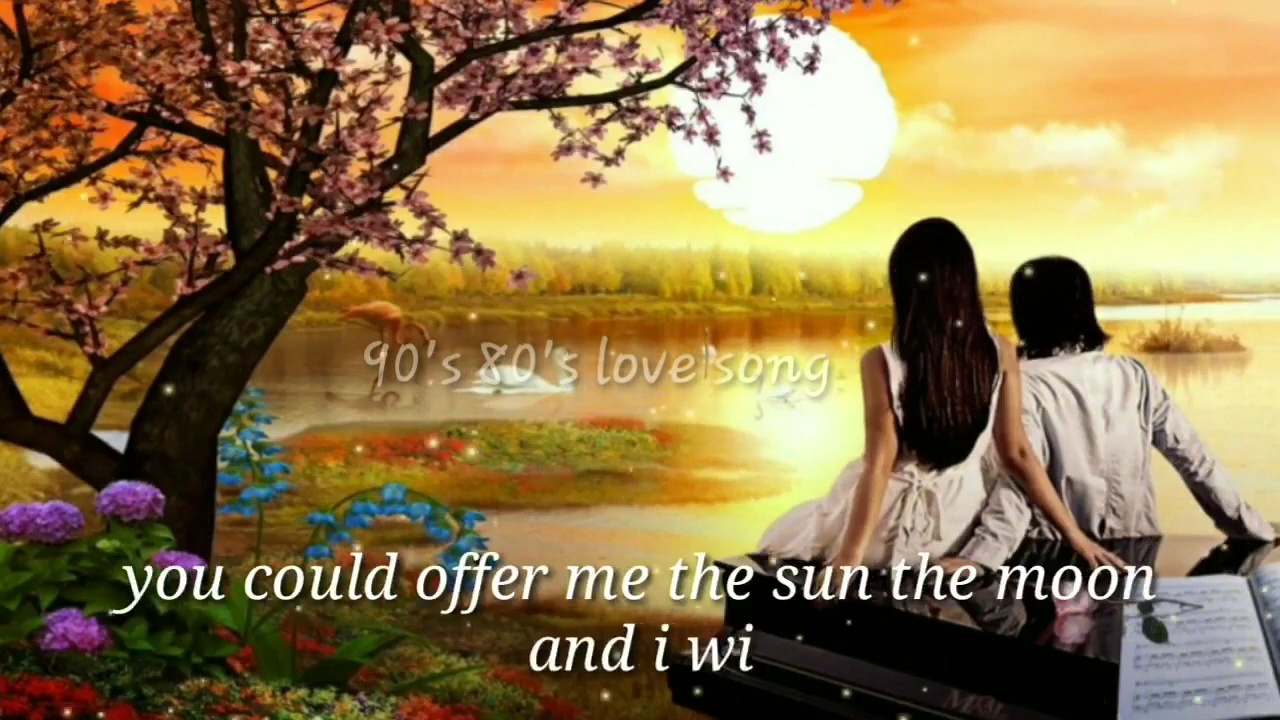 90's 80's love song
you could offer me the sun the moon
and i wi